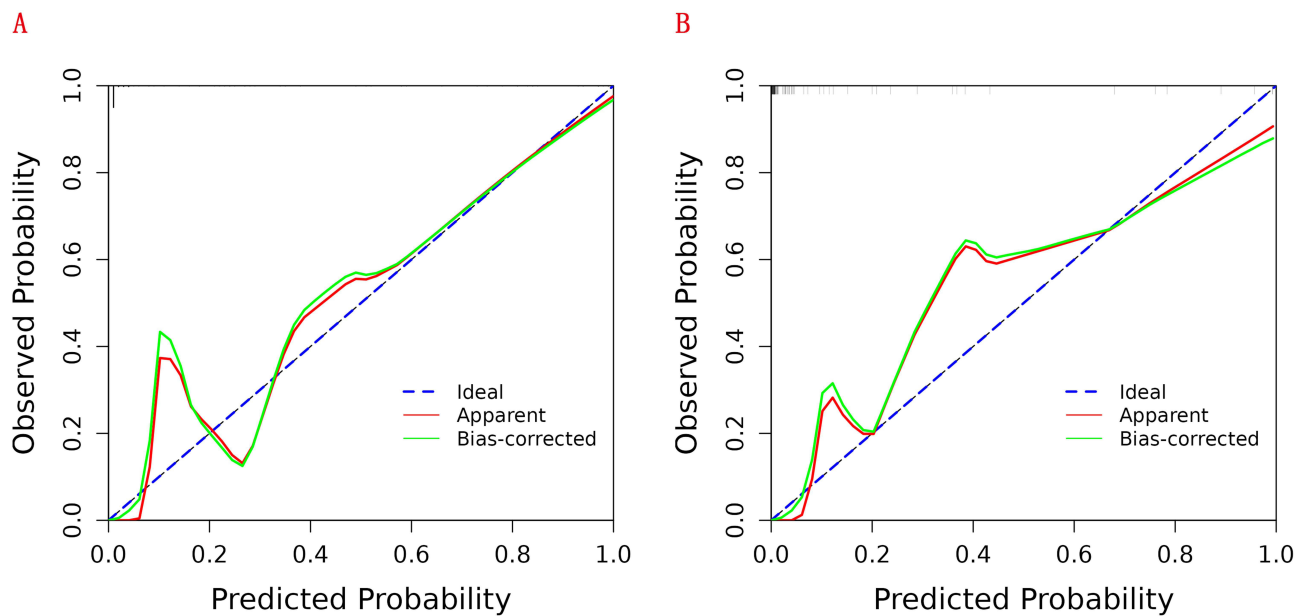 A
Observed Probability
1.0
0.8
0.6
0.4
0.2
0.0
Ideal
Apparent
Bias-corrected
0.0 0.2 0.4 0.6 0.8 1.0
Predicted Probability
B
Observed Probability
1.0
0.8
0.6
0.4
0.2
0.0
Ideal
Apparent
Bias-corrected
0.0 0.2 0.4 0.6 0.8 1.0
Predicted Probability